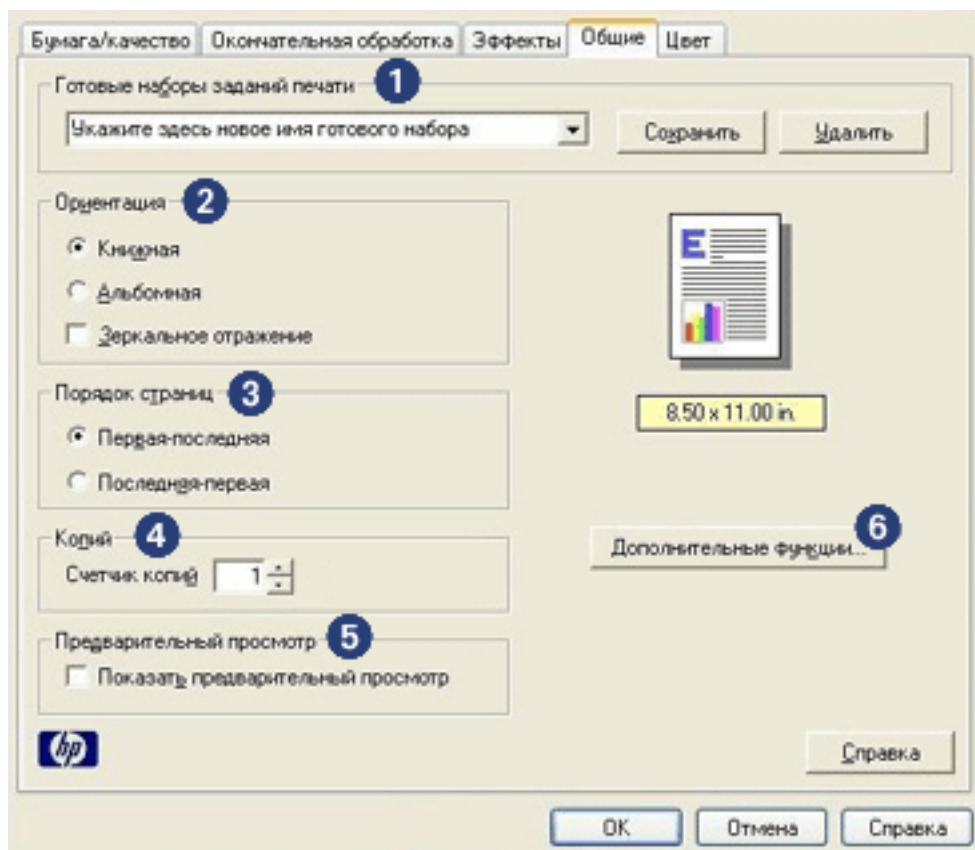 Бумага/качество Окончательная обработка Эффекты Общие Цвет
Готовые наборы заданий печати 1
Укажите здесь новое имя готового набора Сохранить Удалить
Ориентация 2
Книжная
Альбомная
Зеркальное отражение
E
8.50 x 11.00 in.
Порядок страниц 3
Первая-последняя
Последняя-первая
Копий 4
Счетчик копий 1
Дополнительные функции... 6
Предварительный просмотр 5
Показать предварительный просмотр
hp
Справка
OK Отмена Справка